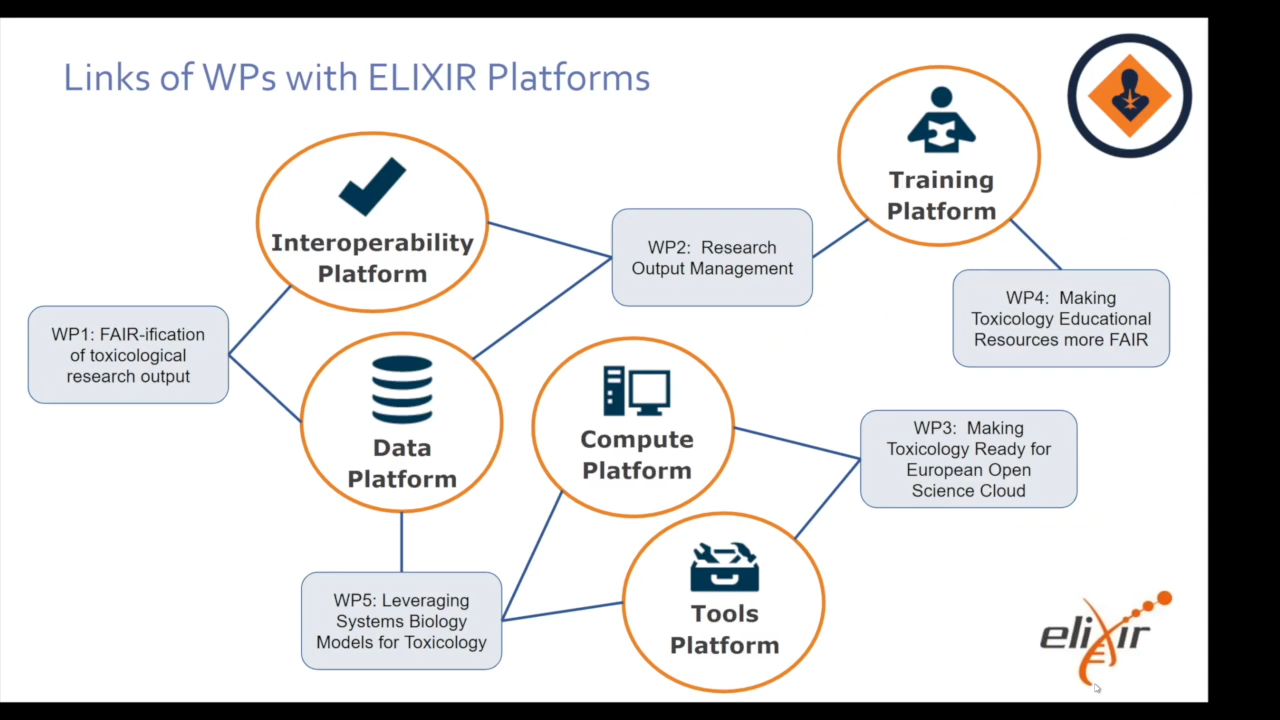 Links of WPs with ELIXIR Platforms
Training
Platform
Interoperability
Platform
WP2: Research
Output Management
WP4: Making
Toxicology Educational
Resources more FAIR
WP1: FAIR-ification
of toxicological
research output
Data
Platform
Compute
Platform
WP3: Making
Toxicology Ready for
European Open
Science Cloud
WP5: Leveraging
Systems Biology
Models for Toxicology
Tools
Platform
elixir